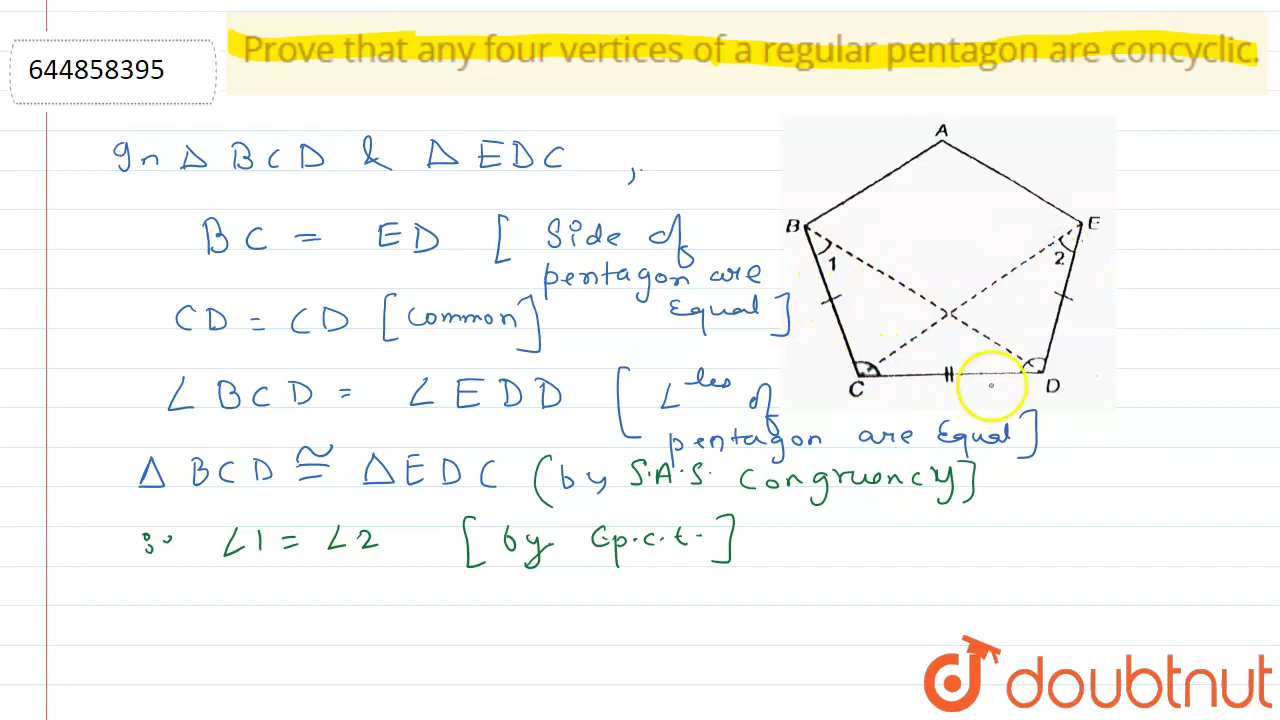 644858395
Prove that any four vertices of a regular pentagon are concyclic.
In Δ BCD & Δ EDC ,
BC = ED [ Side of
pentagon are
Equal ]
CD = CD [common]
∠ BCD = ∠ EDD [ ∠les of
pentagon are Equal ]
Δ BCD ≅ Δ EDC (by S.A.S. Congruency]
∴ ∠1 = ∠2 [ by C.p.c.t. ]
A
B
E
1
2
C
D
doubtnut